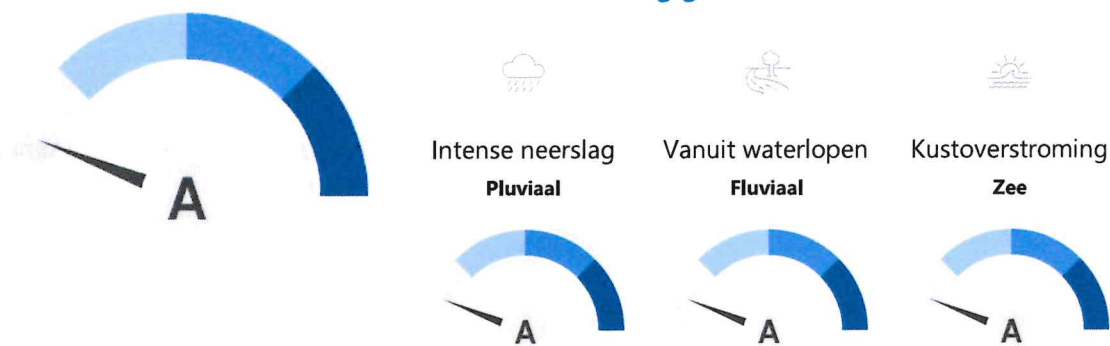 A
Intense neerslag
Pluviaal
A
Vanuit waterlopen
Fluviaal
A
Kustoverstroming
Zee
A